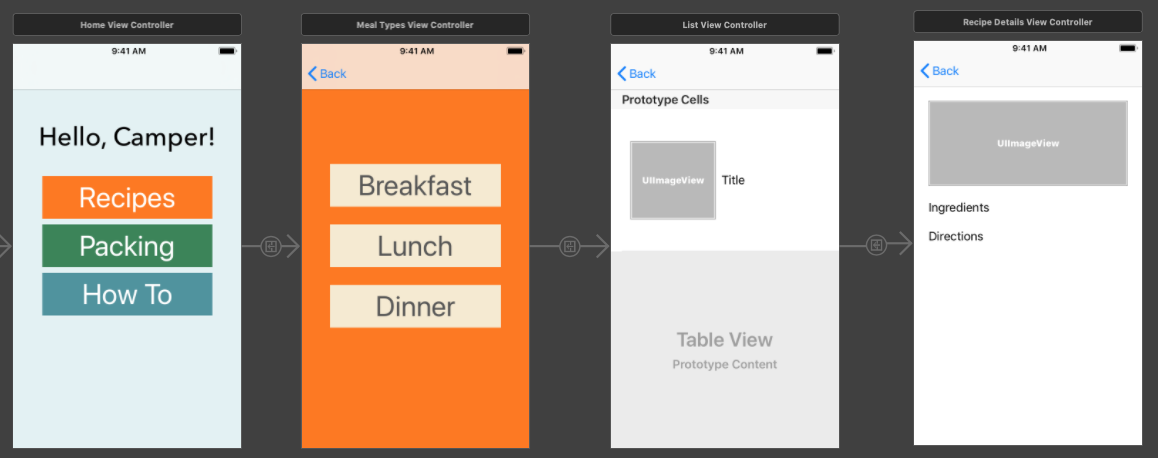 Home View Controller
9:41 AM
Hello, Camper!
Recipes
Packing
How To
Meal Types View Controller
9:41 AM
Back
Breakfast
Lunch
Dinner
List View Controller
9:41 AM
Back
Prototype Cells
UIImageView
Title
Table View
Prototype Content
Recipe Details View Controller
9:41 AM
Back
UIImageView
Ingredients
Directions